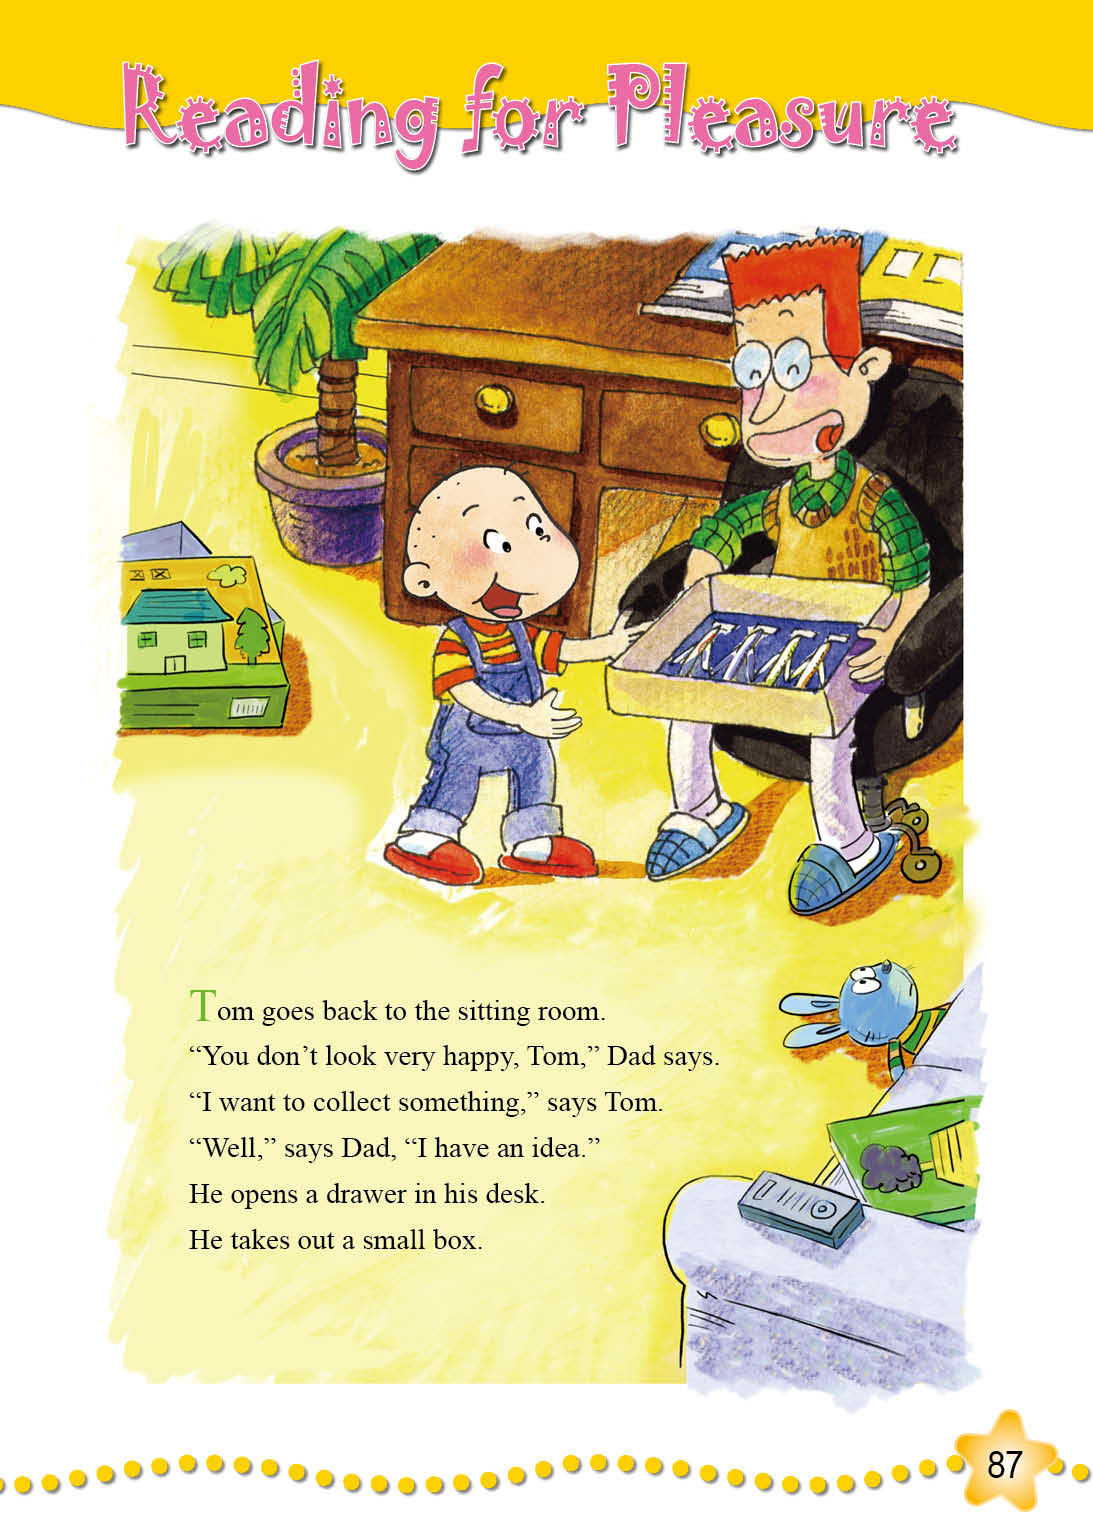 Reading for Pleasure
Tom goes back to the sitting room.
“You don’t look very happy, Tom,” Dad says.
“I want to collect something,” says Tom.
“Well,” says Dad, “I have an idea.”
He opens a drawer in his desk.
He takes out a small box.
87